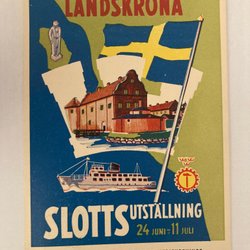 LANDSKRONA
SLOTTSUTSTÄLLNING
24 JUNI - 11 JULI